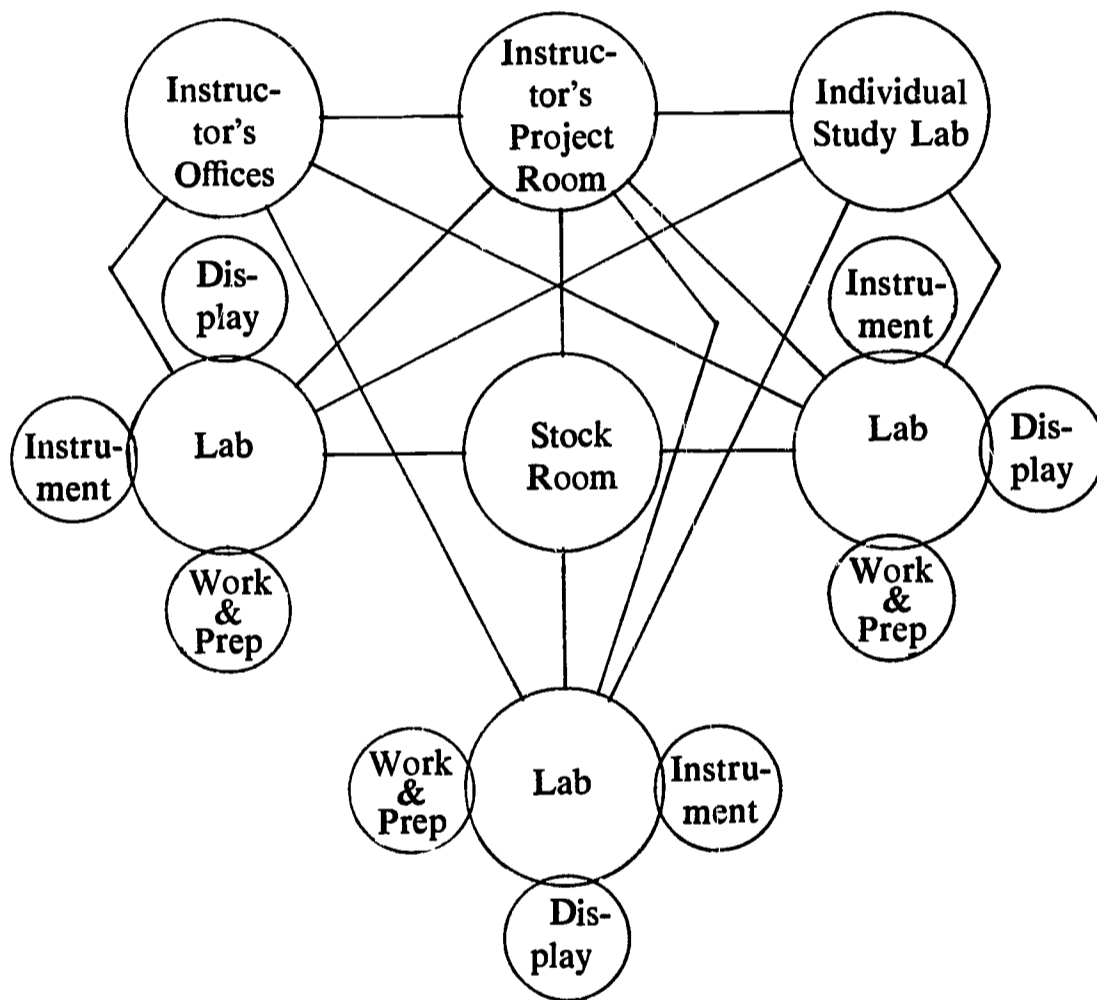 Instruc-
tor's
Offices
Instruc-
tor's
Project
Room
Individual
Study Lab
Dis-
play
Instru-
ment
Instru-
ment
Lab
Stock
Room
Lab
Dis-
play
Work
&
Prep
Work
&
Prep
Work
&
Prep
Lab
Instru-
ment
Dis-
play